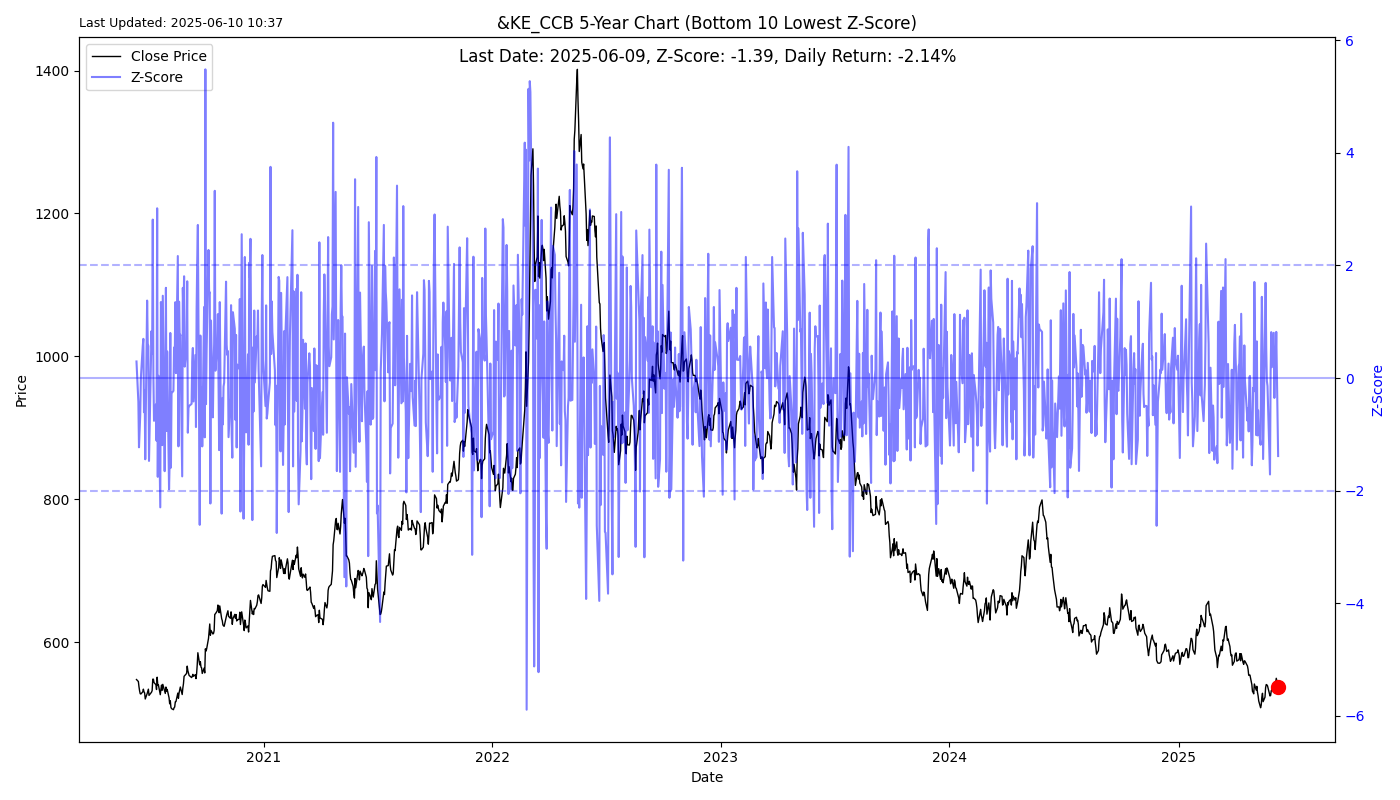 Last Updated: 2025-06-10 10:37
&KE_CCB 5-Year Chart (Bottom 10 Lowest Z-Score)
Last Date: 2025-06-09, Z-Score: -1.39, Daily Return: -2.14%
Close Price
Z-Score
1400
1200
1000
800
600
Price
6
4
2
0
−2
−4
−6
Z-Score
2021
2022
2023
2024
2025
Date